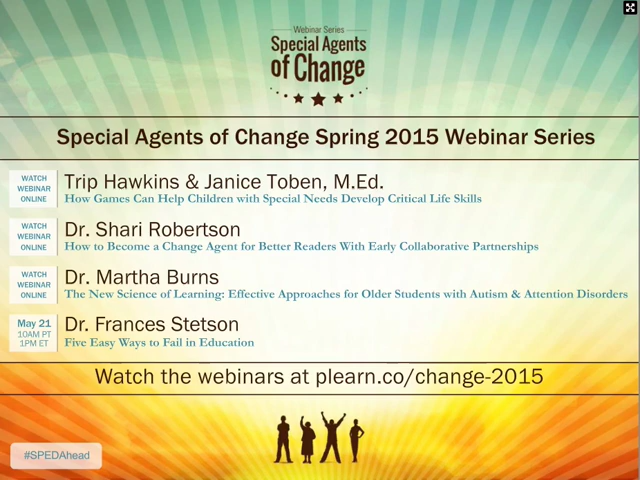 Webinar Series
Special Agents
of Change
Special Agents of Change Spring 2015 Webinar Series
WATCH
WEBINAR
ONLINE
Trip Hawkins & Janice Toben, M.Ed.
How Games Can Help Children with Special Needs Develop Critical Life Skills
WATCH
WEBINAR
ONLINE
Dr. Shari Robertson
How to Become a Change Agent for Better Readers With Early Collaborative Partnerships
WATCH
WEBINAR
ONLINE
Dr. Martha Burns
The New Science of Learning: Effective Approaches for Older Students with Autism & Attention Disorders
May 21
10AM PT
1PM ET
Dr. Frances Stetson
Five Easy Ways to Fail in Education
Watch the webinars at plearn.co/change-2015
#SPEDAhead